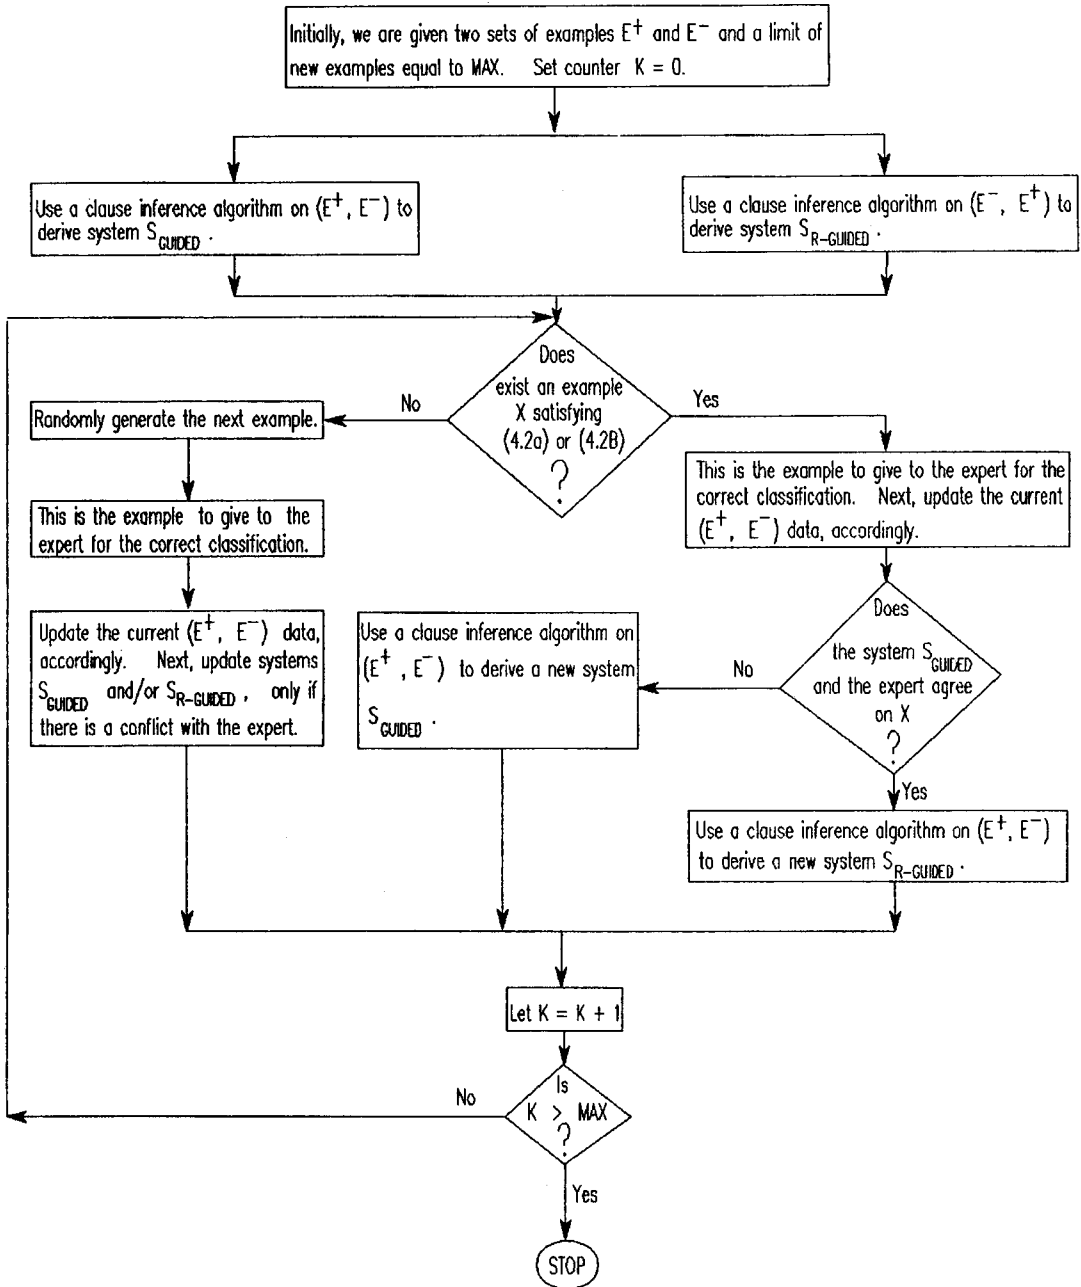 Initially, we are given two sets of examples E+ and E− and a limit of
new examples equal to MAX. Set counter K = 0.
Use a clause inference algorithm on (E+, E−) to
derive system S_GUIDED.
Use a clause inference algorithm on (E−, E+) to
derive system S_R-GUIDED.
Does
exist an example
X satisfying
(4.2a) or (4.2B)
?
No
Yes
Randomly generate the next example.
This is the example to give to the expert for the
correct classification. Next, update the current
(E+, E−) data, accordingly.
This is the example to give to the
expert for the correct classification.
Update the current (E+, E−) data,
accordingly. Next, update systems
S_GUIDED and/or S_R-GUIDED, only if
there is a conflict with the expert.
Use a clause inference algorithm on
(E+, E−) to derive a new system
S_GUIDED.
Does
the system S_GUIDED
and the expert agree
on X
?
No
Yes
Use a clause inference algorithm on (E+, E−)
to derive a new system S_R-GUIDED.
Let K = K + 1
Is
K > MAX
?
No
Yes
STOP